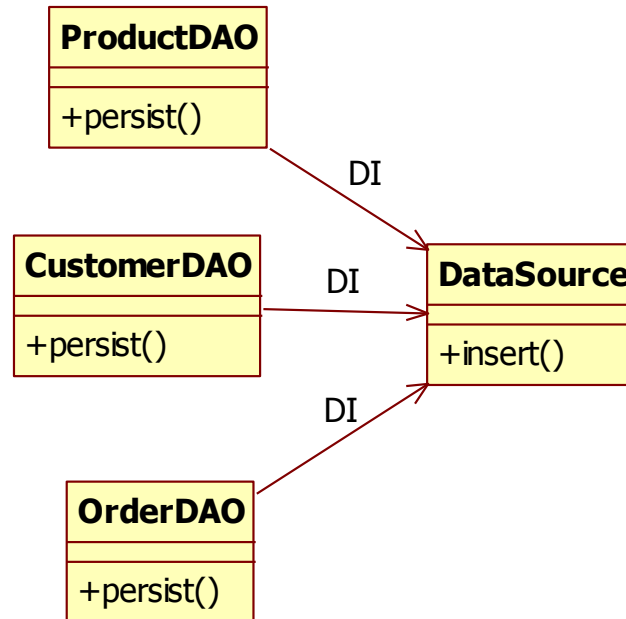 ProductDAO
+persist()
DI
CustomerDAO
+persist()
DI
DataSource
+insert()
DI
OrderDAO
+persist()